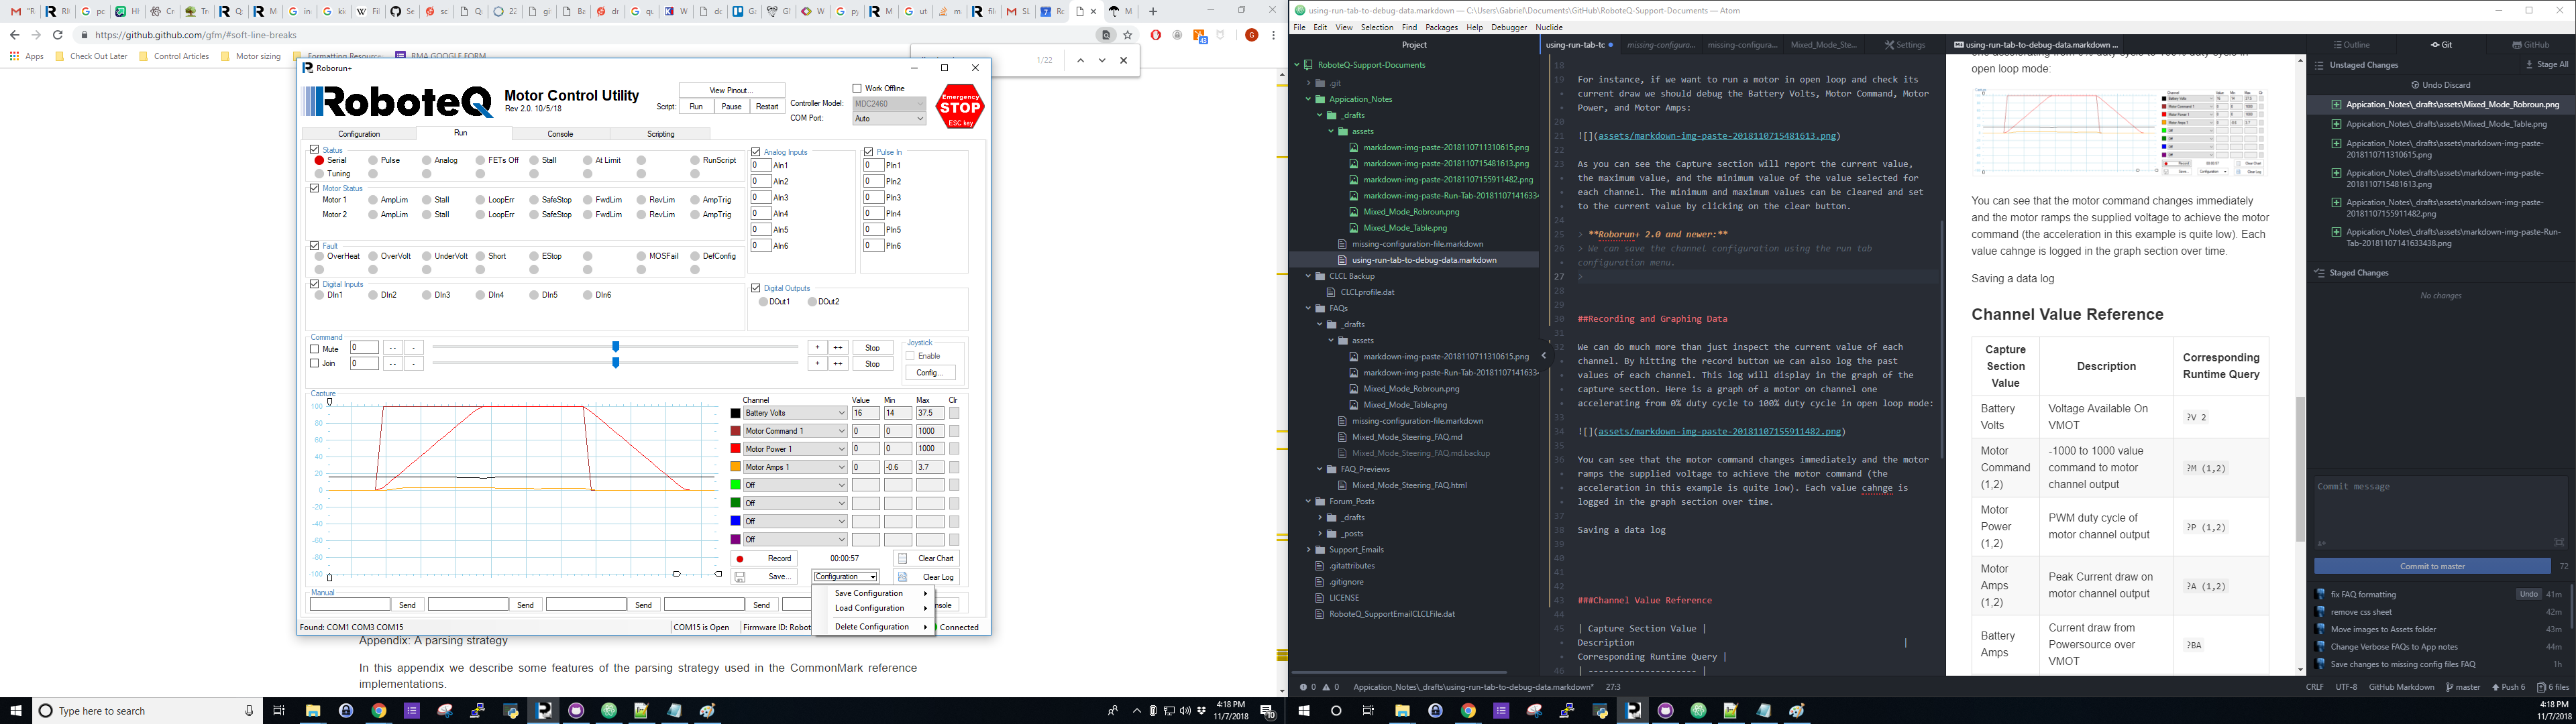 https://github.github.com/gfm/#soft-line-breaks
Apps
Check Out Later
Control Articles
Motor sizing
Formatting Resource
RMA GOOGLE FORM
1/22
Roborun+
RoboteQ
Motor Control Utility
Rev 2.0. 10/5/18
View Pinout...
Script:
Run
Pause
Restart
Work Offline
Controller Model:
MDC2460
COM Port:
Auto
Emergency
STOP
ESC key
Configuration
Run
Console
Scripting
Status
Serial
Pulse
Analog
FETs Off
Stall
At Limit
RunScript
Tuning
Motor Status
Motor 1
AmpLim
Stall
LoopErr
SafeStop
FwdLim
RevLim
AmpTrig
Motor 2
AmpLim
Stall
LoopErr
SafeStop
FwdLim
RevLim
AmpTrig
Fault
OverHeat
OverVolt
UnderVolt
Short
EStop
MOSFail
DefConfig
Digital Inputs
DIn1
DIn2
DIn3
DIn4
DIn5
DIn6
Analog Inputs
0 AIn1
0 AIn2
0 AIn3
0 AIn4
0 AIn5
0 AIn6
Pulse In
0 PIn1
0 PIn2
0 PIn3
0 PIn4
0 PIn5
0 PIn6
Digital Outputs
DOut1
DOut2
Command
Mute
0
--
-
+
++
Stop
Join
0
--
-
+
++
Stop
Joystick
Enable
Config...
Capture
100
80
60
40
20
0
-20
-40
-60
-80
-100
Channel Value Min Max Clr
Battery Volts 16 14 37.5
Motor Command 1 0 0 1000
Motor Power 1 0 0 1000
Motor Amps 1 0 -0.6 3.7
Off
Off
Off
Off
Record
00:00:57
Clear Chart
Save...
Configuration
Clear Log
Save Configuration
Load Configuration
Delete Configuration
Manual
Send
Send
Send
Send
Found: COM1 COM3 COM15
COM15 is Open
Firmware ID: Robot
Connected
Appendix: A parsing strategy
In this appendix we describe some features of the parsing strategy used in the CommonMark reference
implementations.
Type here to search
4:18 PM
11/7/2018
using-run-tab-to-debug-data.markdown — C:\Users\Gabriel\Documents\GitHub\RoboteQ-Support-Documents — Atom
File Edit View Selection Find Packages Help Debugger Nuclide
Project
RoboteQ-Support-Documents
.git
Appication_Notes
_drafts
assets
markdown-img-paste-2018110711310615.png
markdown-img-paste-2018110715481613.png
markdown-img-paste-20181107155911482.png
markdown-img-paste-Run-Tab-2018110714163343
Mixed_Mode_Robroun.png
Mixed_Mode_Table.png
missing-configuration-file.markdown
using-run-tab-to-debug-data.markdown
CLCL Backup
CLCLprofile.dat
FAQs
_drafts
assets
markdown-img-paste-2018110711310615.png
markdown-img-paste-Run-Tab-2018110714163343
Mixed_Mode_Robroun.png
Mixed_Mode_Table.png
missing-configuration-file.markdown
Mixed_Mode_Steering_FAQ.md
Mixed_Mode_Steering_FAQ.md.backup
FAQ_Previews
Mixed_Mode_Steering_FAQ.html
Forum_Posts
_drafts
_posts
Support_Emails
.gitattributes
.gitignore
LICENSE
RoboteQ_SupportEmailCLCLFile.dat
using-run-tab-tc
missing-configura...
missing-configura...
Mixed_Mode_Ste...
Settings
using-run-tab-to-debug-data.markdown ...
18
19 For instance, if we want to run a motor in open loop and check its
current draw we should debug the Battery Volts, Motor Command, Motor
Power, and Motor Amps:
20
21 ![](assets/markdown-img-paste-2018110715481613.png)
22
23 As you can see the Capture section will report the current value,
the maximum value, and the minimum value of the value selected for
each channel. The minimum and maximum values can be cleared and set
to the current value by clicking on the clear button.
24
25 > **Roborun+ 2.0 and newer:**
26 > We can save the channel configuration using the run tab
configuration menu.
27 >
28
29
30 ##Recording and Graphing Data
31
32 We can do much more than just inspect the current value of each
channel. By hitting the record button we can also log the past
values of each channel. This log will display in the graph of the
capture section. Here is a graph of a motor on channel one
accelerating from 0% duty cycle to 100% duty cycle in open loop mode:
33
34 ![](assets/markdown-img-paste-20181107155911482.png)
35
36 You can see that the motor command changes immediately and the motor
ramps the supplied voltage to achieve the motor command (the
acceleration in this example is quite low). Each value cahnge is
logged in the graph section over time.
37
38 Saving a data log
39
40
41
42
43 ###Channel Value Reference
44
45 | Capture Section Value |
Description |
Corresponding Runtime Query |
46 | --------------------- |
open loop mode:
You can see that the motor command changes immediately
and the motor ramps the supplied voltage to achieve the motor
command (the acceleration in this example is quite low). Each
value cahnge is logged in the graph section over time.
Saving a data log
Channel Value Reference
Capture Section Value
Description
Corresponding Runtime Query
Battery Volts
Voltage Available On VMOT
?V 2
Motor Command (1,2)
-1000 to 1000 value command to motor channel output
?M (1,2)
Motor Power (1,2)
PWM duty cycle of motor channel output
?P (1,2)
Motor Amps (1,2)
Peak Current draw on motor channel output
?A (1,2)
Battery Amps
Current draw from Powersource over VMOT
?BA
Outline
Git
GitHub
Unstaged Changes
Stage All
Undo Discard
Appication_Notes\_drafts\assets\Mixed_Mode_Robroun.png
Appication_Notes\_drafts\assets\Mixed_Mode_Table.png
Appication_Notes\_drafts\assets\markdown-img-paste-
2018110711310615.png
Appication_Notes\_drafts\assets\markdown-img-paste-
2018110715481613.png
Appication_Notes\_drafts\assets\markdown-img-paste-
20181107155911482.png
Appication_Notes\_drafts\assets\markdown-img-paste-Run-
Tab-20181107141633438.png
Staged Changes
No changes
Commit message
Commit to master
72
fix FAQ formatting Undo 41m
remove css sheet 42m
Move images to Assets folder 43m
Change Verbose FAQs to App notes 44m
Save changes to missing config files FAQ 1h
0 0 Appication_Notes\_drafts\using-run-tab-to-debug-data.markdown* 27:3
CRLF UTF-8 GitHub Markdown master Push 6 6 files
4:18 PM
11/7/2018